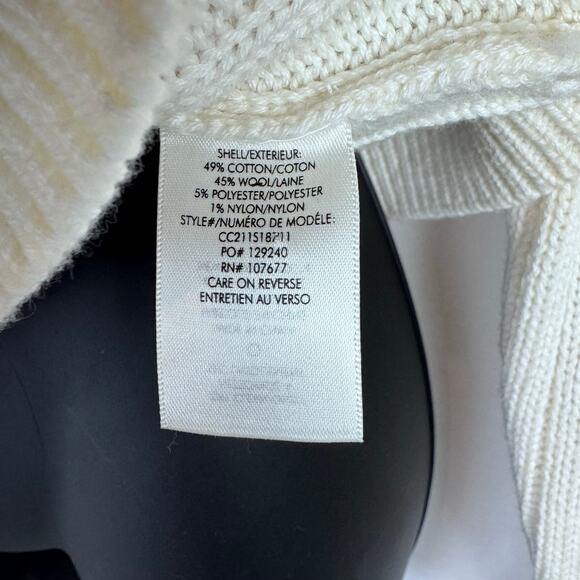 SHELL/EXTERIEUR:
49% COTTON/COTON
45% WOOL/LAINE
5% POLYESTER/POLYESTER
1% NYLON/NYLON
STYLE#/NUMÉRO DE MODÉLE:
CC211S18711
PO# 129240
RN# 107677
CARE ON REVERSE
ENTRETIEN AU VERSO